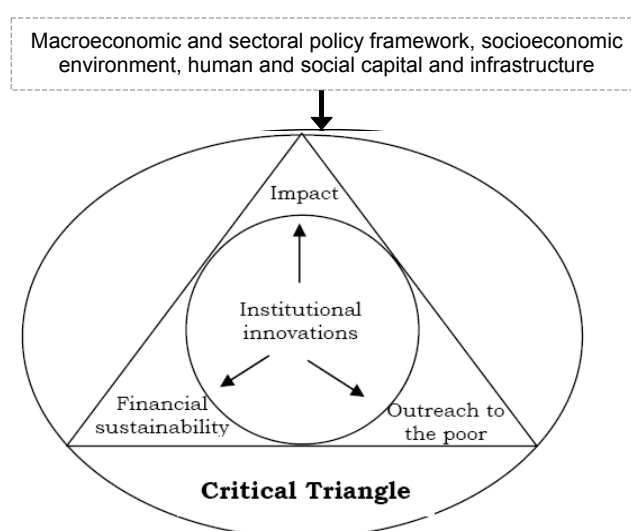 Macroeconomic and sectoral policy framework, socioeconomic
environment, human and social capital and infrastructure
Impact
Institutional
innovations
Financial
sustainability
Outreach to
the poor
Critical Triangle